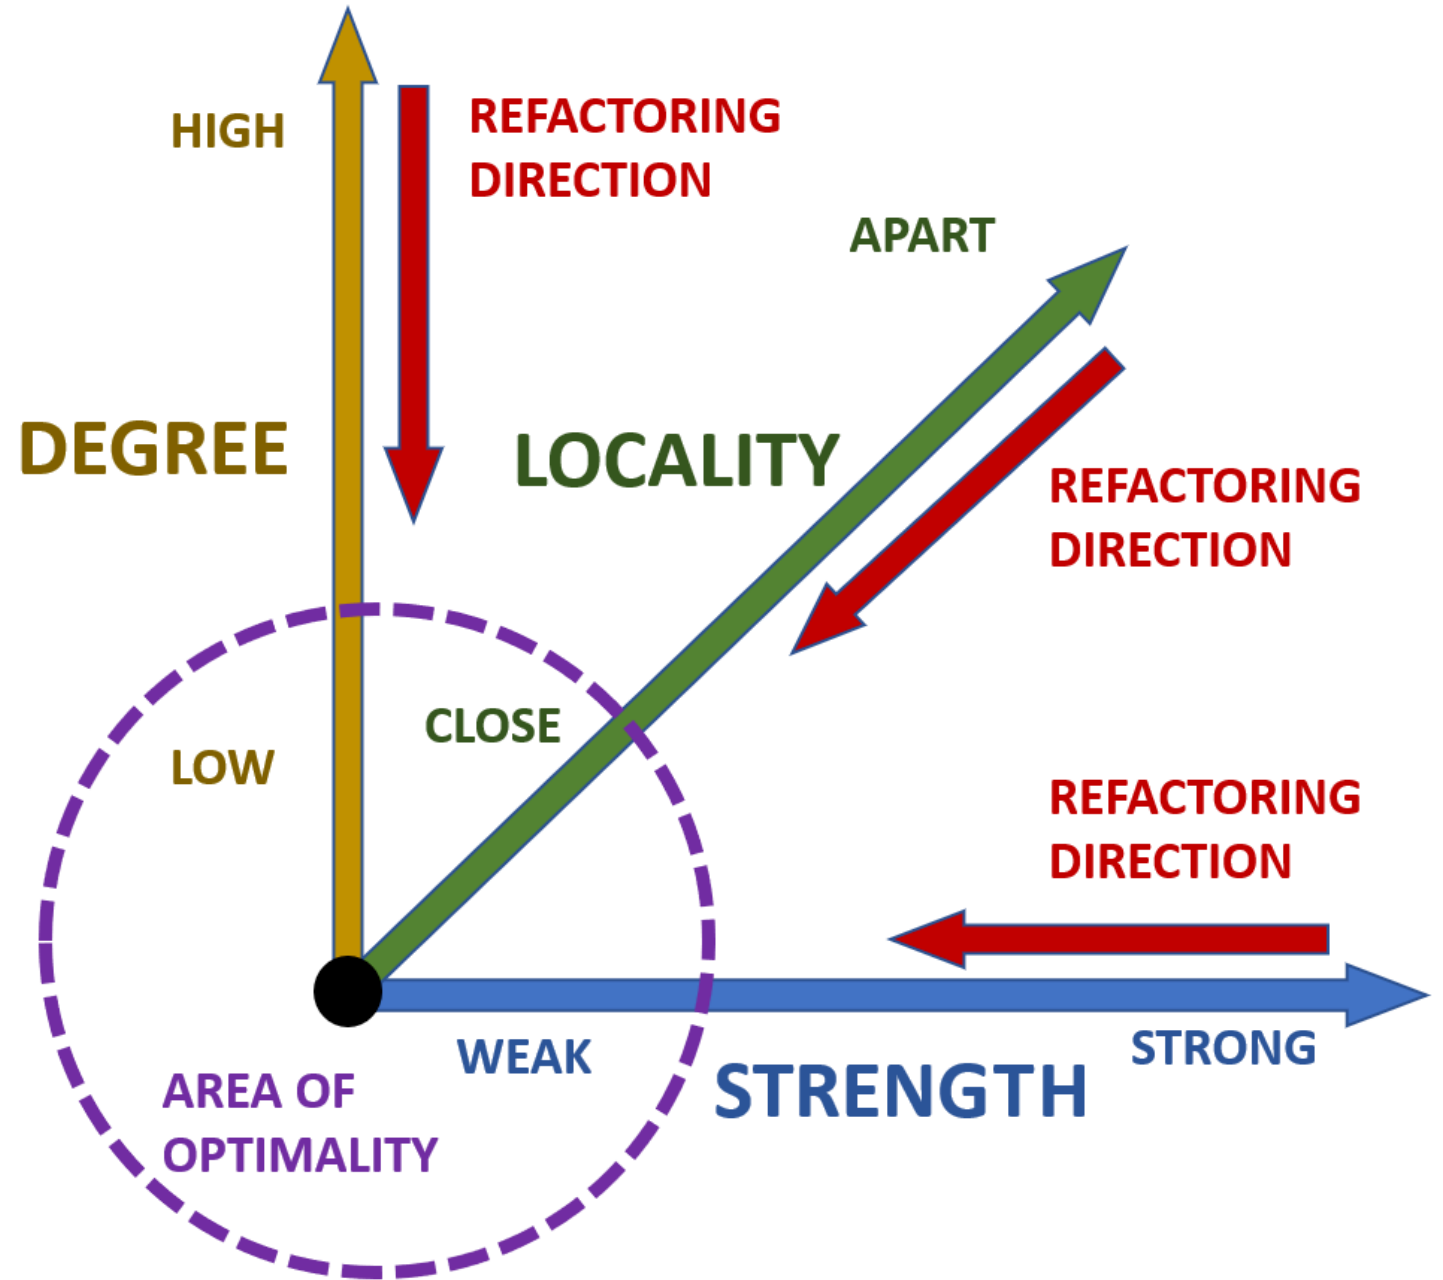 HIGH
REFACTORING
DIRECTION
APART
DEGREE
LOCALITY
REFACTORING
DIRECTION
CLOSE
LOW
REFACTORING
DIRECTION
WEAK
STRONG
STRENGTH
AREA OF
OPTIMALITY